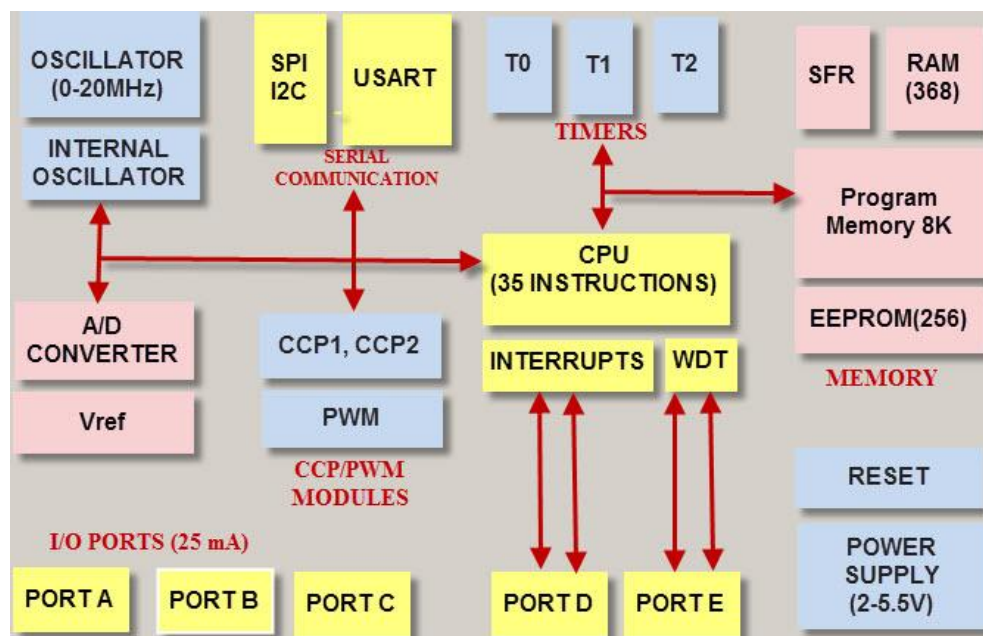 OSCILLATOR
(0-20MHz)
INTERNAL
OSCILLATOR
SPI
I2C
USART
SERIAL
COMMUNICATION
T0
T1
T2
TIMERS
SFR
RAM
(368)
Program
Memory 8K
EEPROM(256)
MEMORY
CPU
(35 INSTRUCTIONS)
INTERRUPTS
WDT
A/D
CONVERTER
Vref
CCP1, CCP2
PWM
CCP/PWM
MODULES
RESET
POWER
SUPPLY
(2-5.5V)
I/O PORTS (25 mA)
PORT A
PORT B
PORT C
PORT D
PORT E